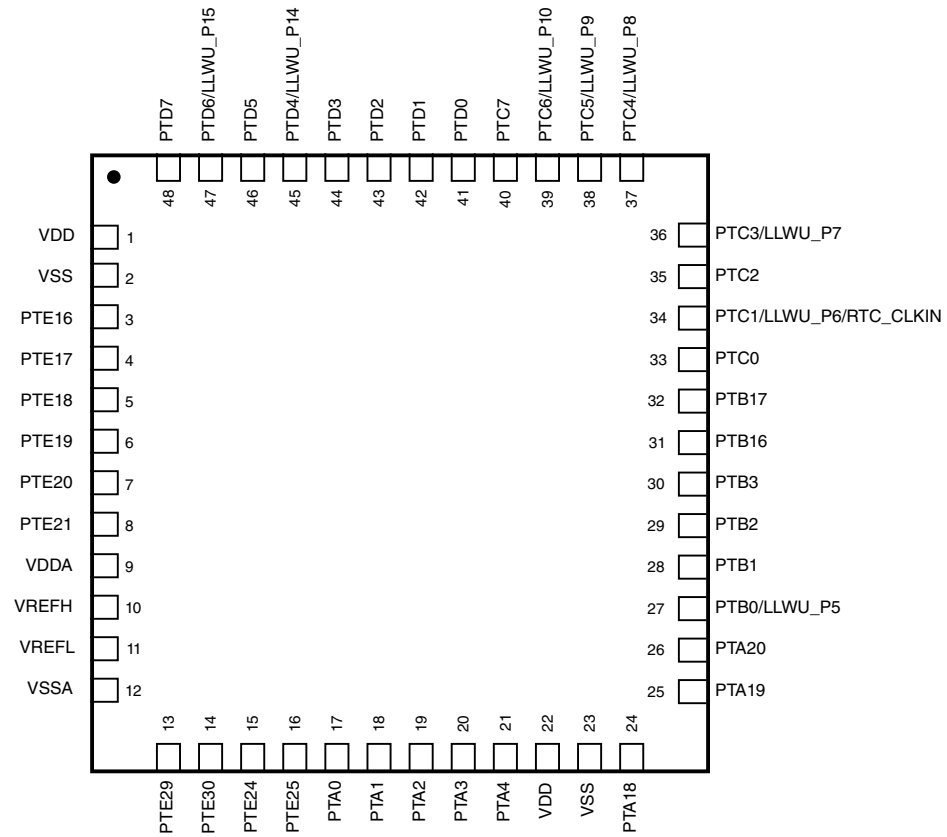 PTD7
PTD6/LLWU_P15
PTD5
PTD4/LLWU_P14
PTD3
PTD2
PTD1
PTD0
PTC7
PTC6/LLWU_P10
PTC5/LLWU_P9
PTC4/LLWU_P8
48
47
46
45
44
43
42
41
40
39
38
37
VDD 1
VSS 2
PTE16 3
PTE17 4
PTE18 5
PTE19 6
PTE20 7
PTE21 8
VDDA 9
VREFH 10
VREFL 11
VSSA 12
36 PTC3/LLWU_P7
35 PTC2
34 PTC1/LLWU_P6/RTC_CLKIN
33 PTC0
32 PTB17
31 PTB16
30 PTB3
29 PTB2
28 PTB1
27 PTB0/LLWU_P5
26 PTA20
25 PTA19
13
14
15
16
17
18
19
20
21
22
23
24
PTE29
PTE30
PTE24
PTE25
PTA0
PTA1
PTA2
PTA3
PTA4
VDD
VSS
PTA18